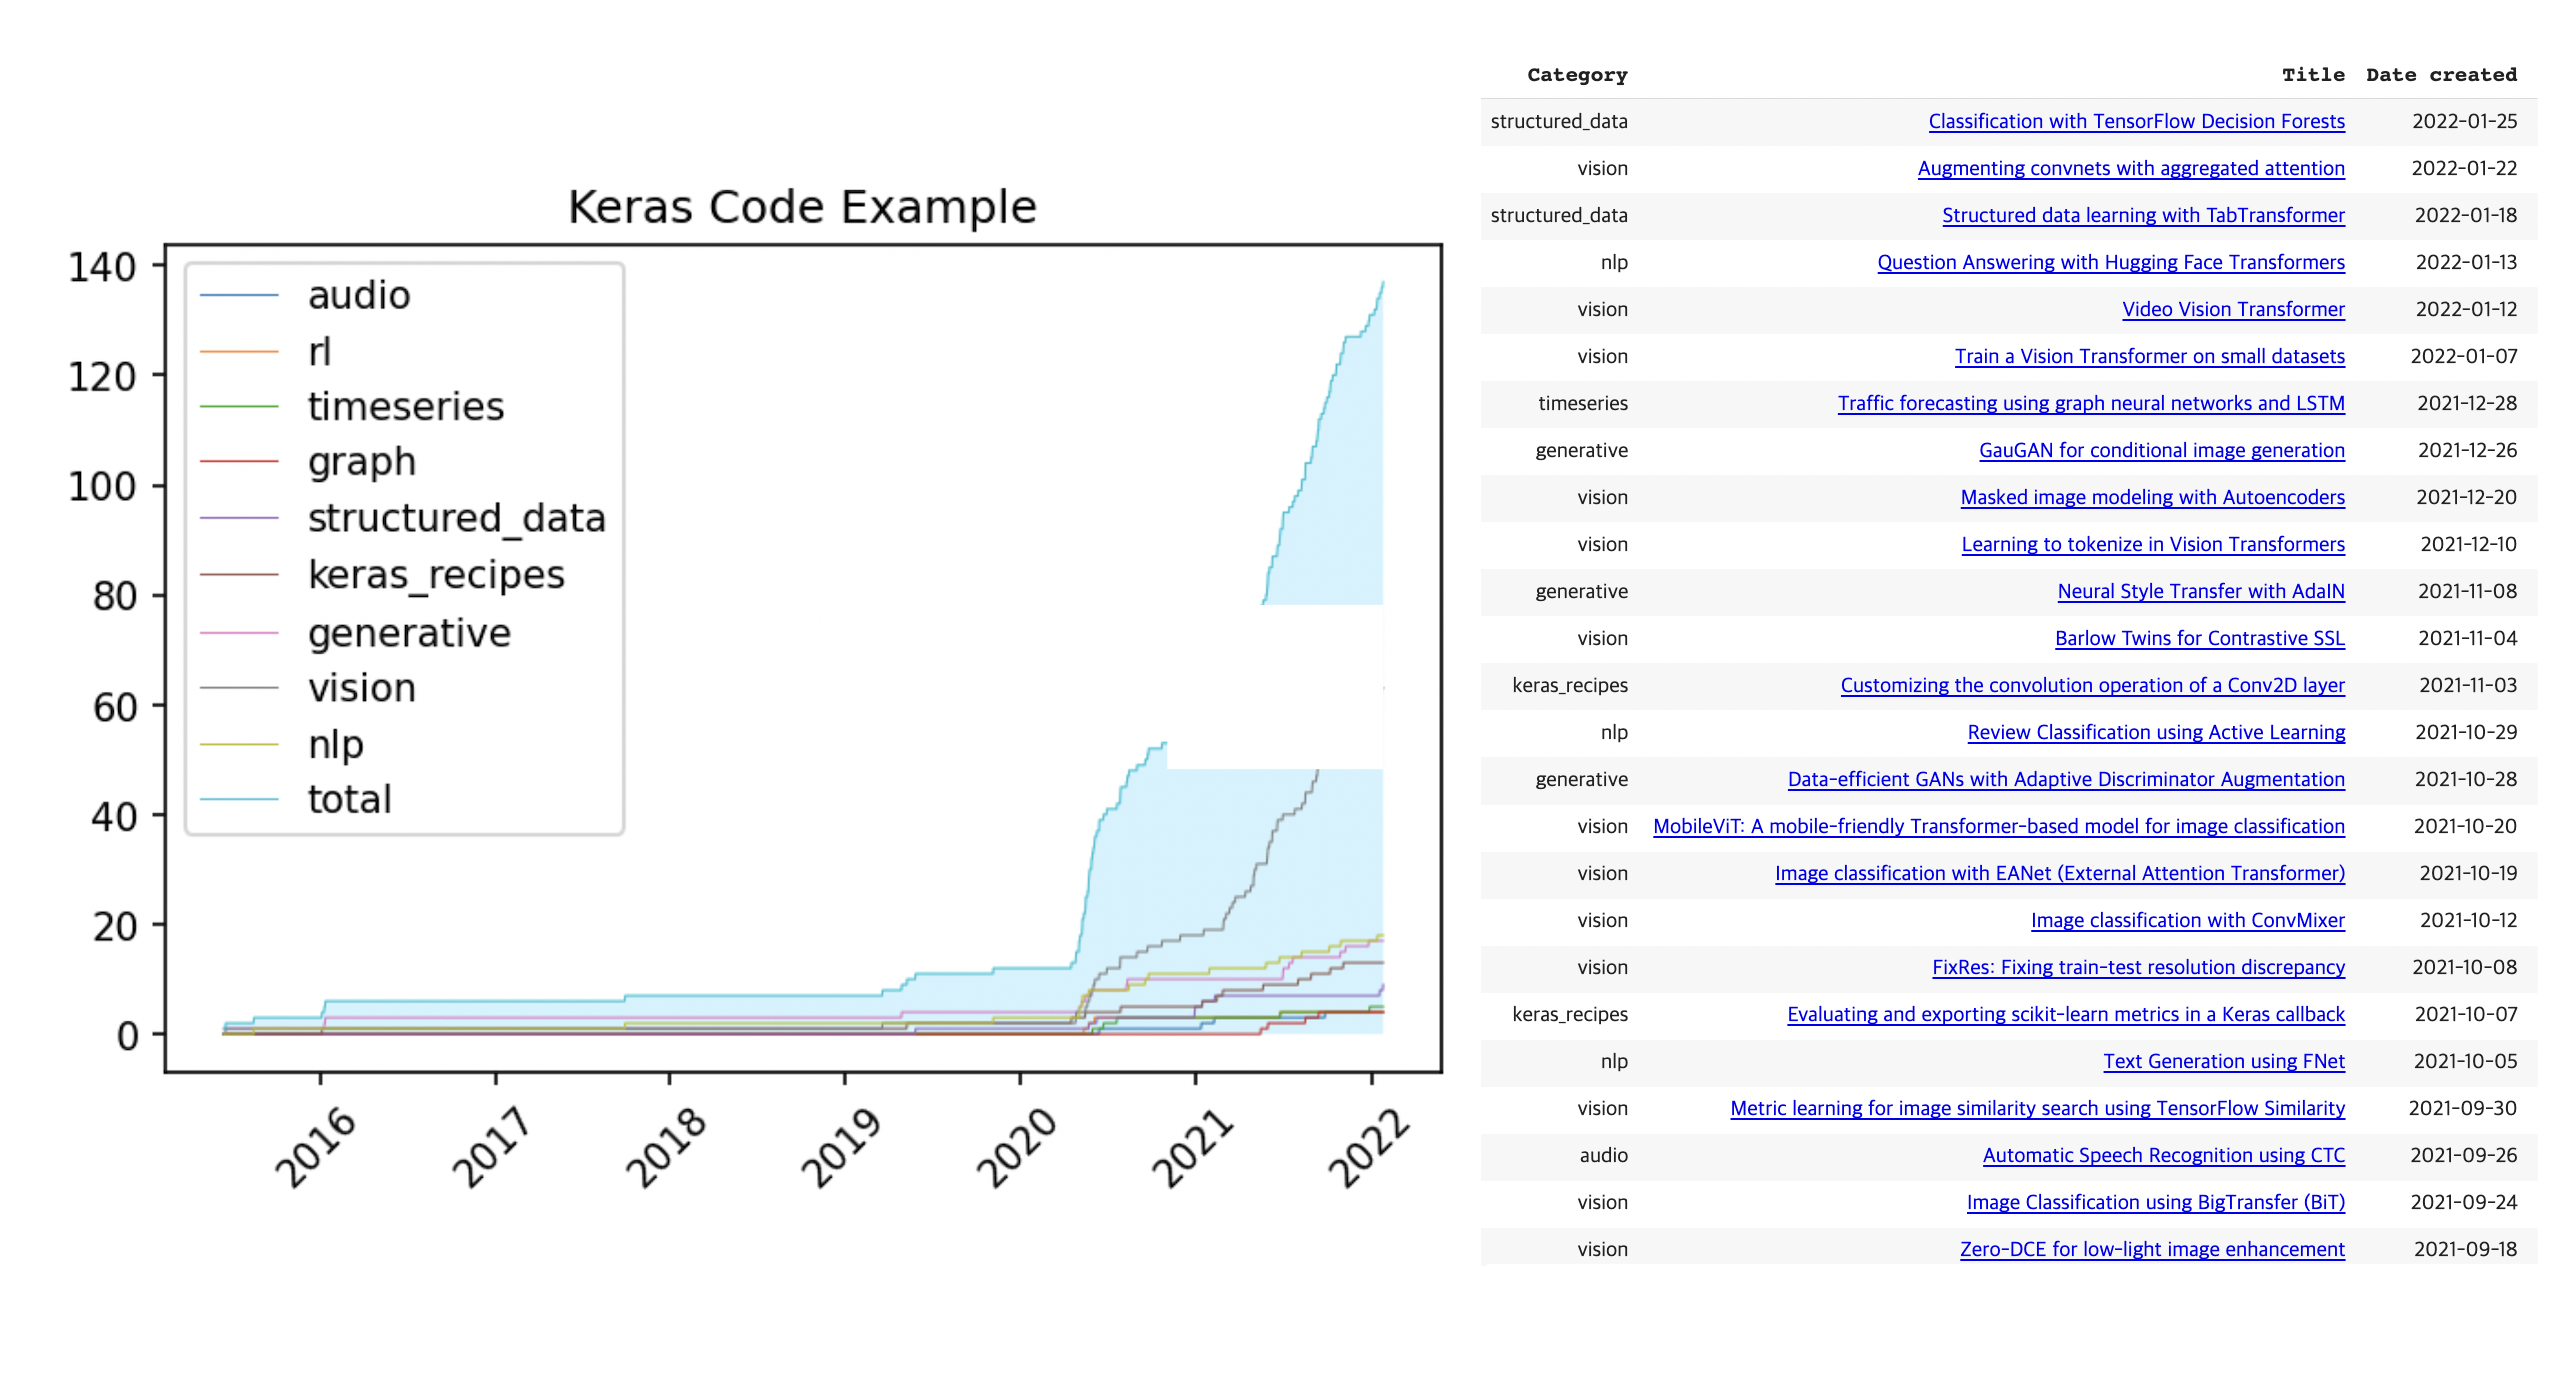 Keras Code Example
140
120
100
80
60
40
20
0
audio
rl
timeseries
graph
structured_data
keras_recipes
generative
vision
nlp
total
2016
2017
2018
2019
2020
2021
2022
Category Title Date created
structured_data Classification with TensorFlow Decision Forests 2022-01-25
vision Augmenting convnets with aggregated attention 2022-01-22
structured_data Structured data learning with TabTransformer 2022-01-18
nlp Question Answering with Hugging Face Transformers 2022-01-13
vision Video Vision Transformer 2022-01-12
vision Train a Vision Transformer on small datasets 2022-01-07
timeseries Traffic forecasting using graph neural networks and LSTM 2021-12-28
generative GauGAN for conditional image generation 2021-12-26
vision Masked image modeling with Autoencoders 2021-12-20
vision Learning to tokenize in Vision Transformers 2021-12-10
generative Neural Style Transfer with AdaIN 2021-11-08
vision Barlow Twins for Contrastive SSL 2021-11-04
keras_recipes Customizing the convolution operation of a Conv2D layer 2021-11-03
nlp Review Classification using Active Learning 2021-10-29
generative Data-efficient GANs with Adaptive Discriminator Augmentation 2021-10-28
vision MobileViT: A mobile-friendly Transformer-based model for image classification 2021-10-20
vision Image classification with EANet (External Attention Transformer) 2021-10-19
vision Image classification with ConvMixer 2021-10-12
vision FixRes: Fixing train-test resolution discrepancy 2021-10-08
keras_recipes Evaluating and exporting scikit-learn metrics in a Keras callback 2021-10-07
nlp Text Generation using FNet 2021-10-05
vision Metric learning for image similarity search using TensorFlow Similarity 2021-09-30
audio Automatic Speech Recognition using CTC 2021-09-26
vision Image Classification using BigTransfer (BiT) 2021-09-24
vision Zero-DCE for low-light image enhancement 2021-09-18